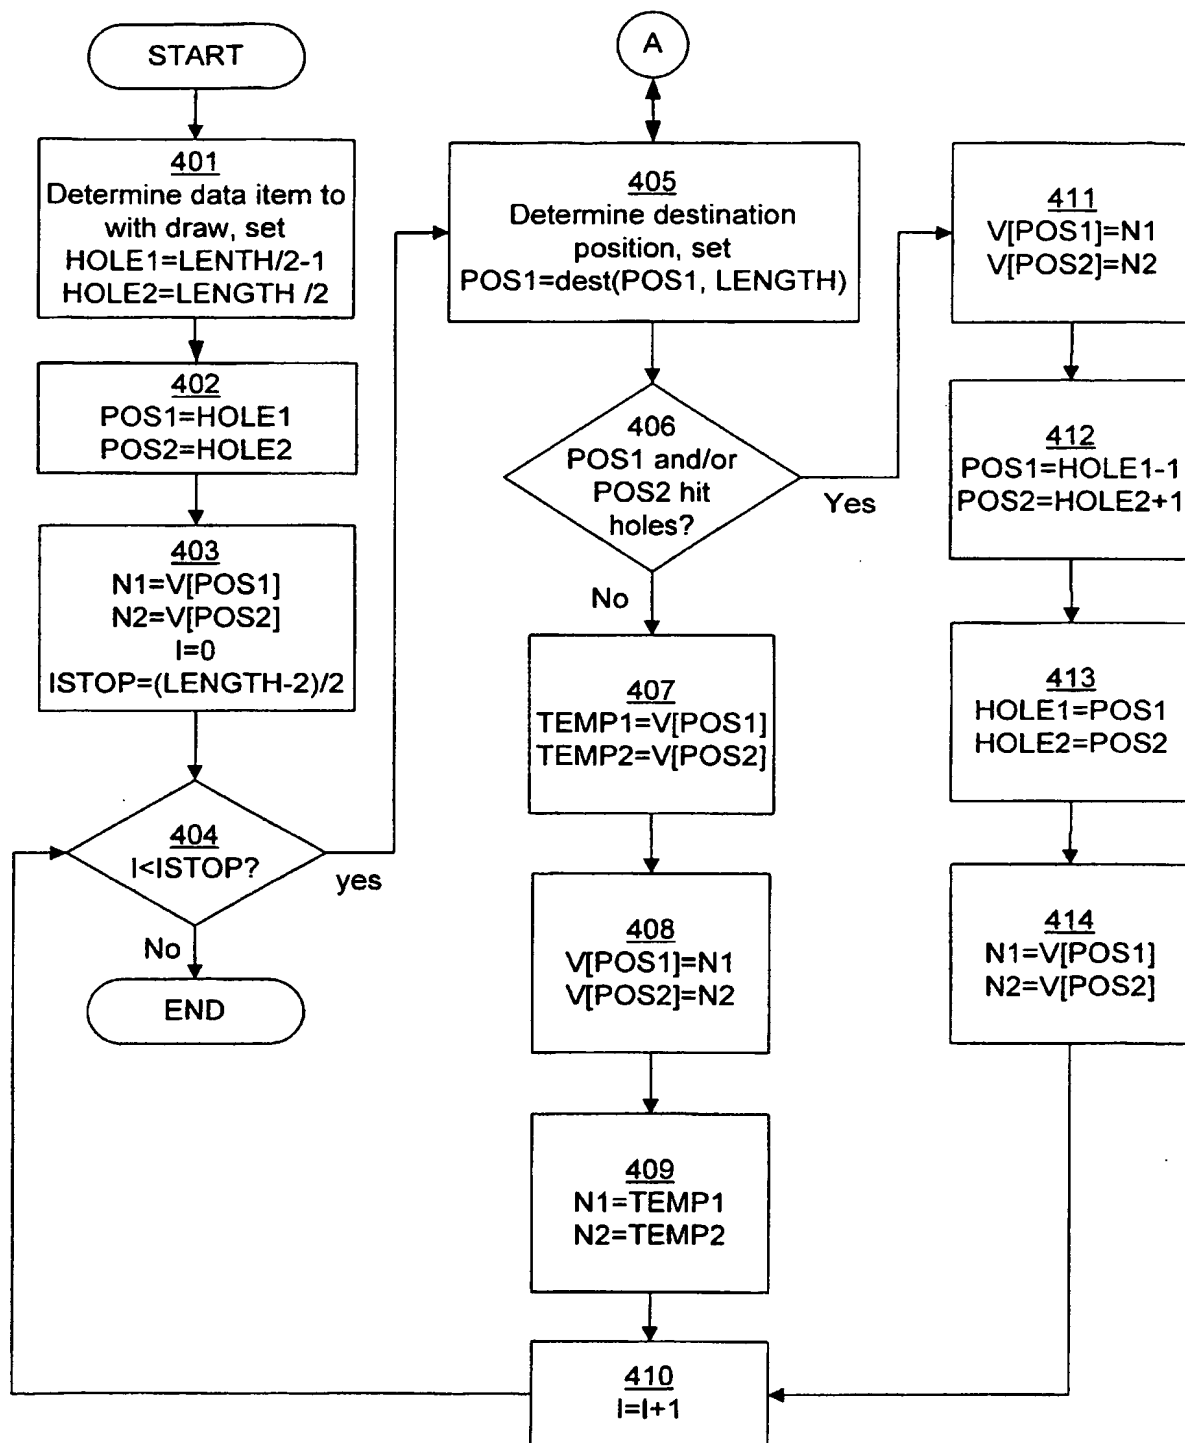 START
401
Determine data item to
with draw, set
HOLE1=LENTH/2-1
HOLE2=LENGTH /2
402
POS1=HOLE1
POS2=HOLE2
403
N1=V[POS1]
N2=V[POS2]
I=0
ISTOP=(LENGTH-2)/2
404
I<ISTOP?
yes
No
END
A
405
Determine destination
position, set
POS1=dest(POS1, LENGTH)
406
POS1 and/or
POS2 hit
holes?
Yes
No
407
TEMP1=V[POS1]
TEMP2=V[POS2]
408
V[POS1]=N1
V[POS2]=N2
409
N1=TEMP1
N2=TEMP2
410
I=I+1
411
V[POS1]=N1
V[POS2]=N2
412
POS1=HOLE1-1
POS2=HOLE2+1
413
HOLE1=POS1
HOLE2=POS2
414
N1=V[POS1]
N2=V[POS2]